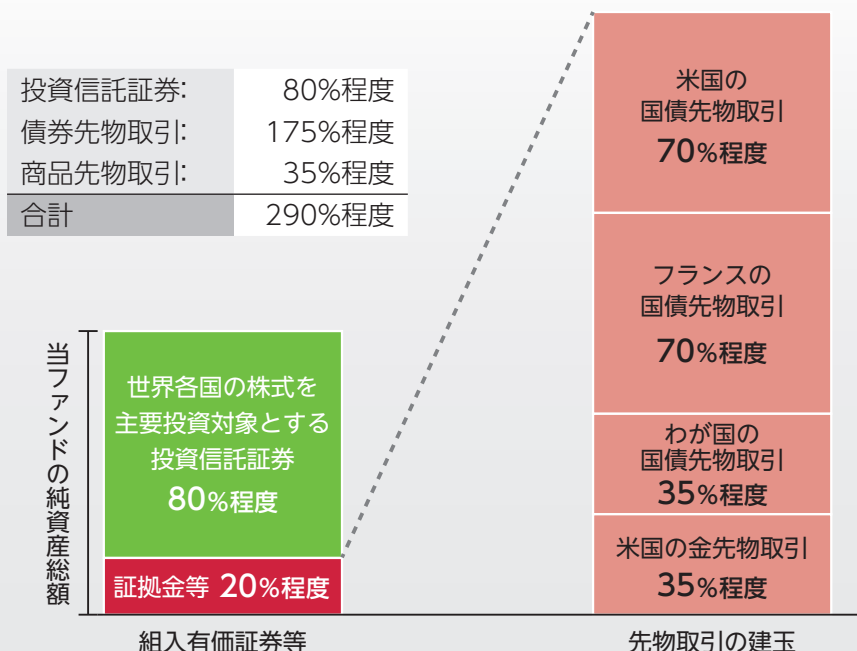 投資信託証券: 80%程度
債券先物取引: 175%程度
商品先物取引: 35%程度
合計 290%程度
当ファンドの純資産総額
世界各国の株式を
主要投資対象とする
投資信託証券
80%程度
証拠金等 20%程度
組入有価証券等
米国の
国債先物取引
70%程度
フランスの
国債先物取引
70%程度
わが国の
国債先物取引
35%程度
米国の金先物取引
35%程度
先物取引の建玉